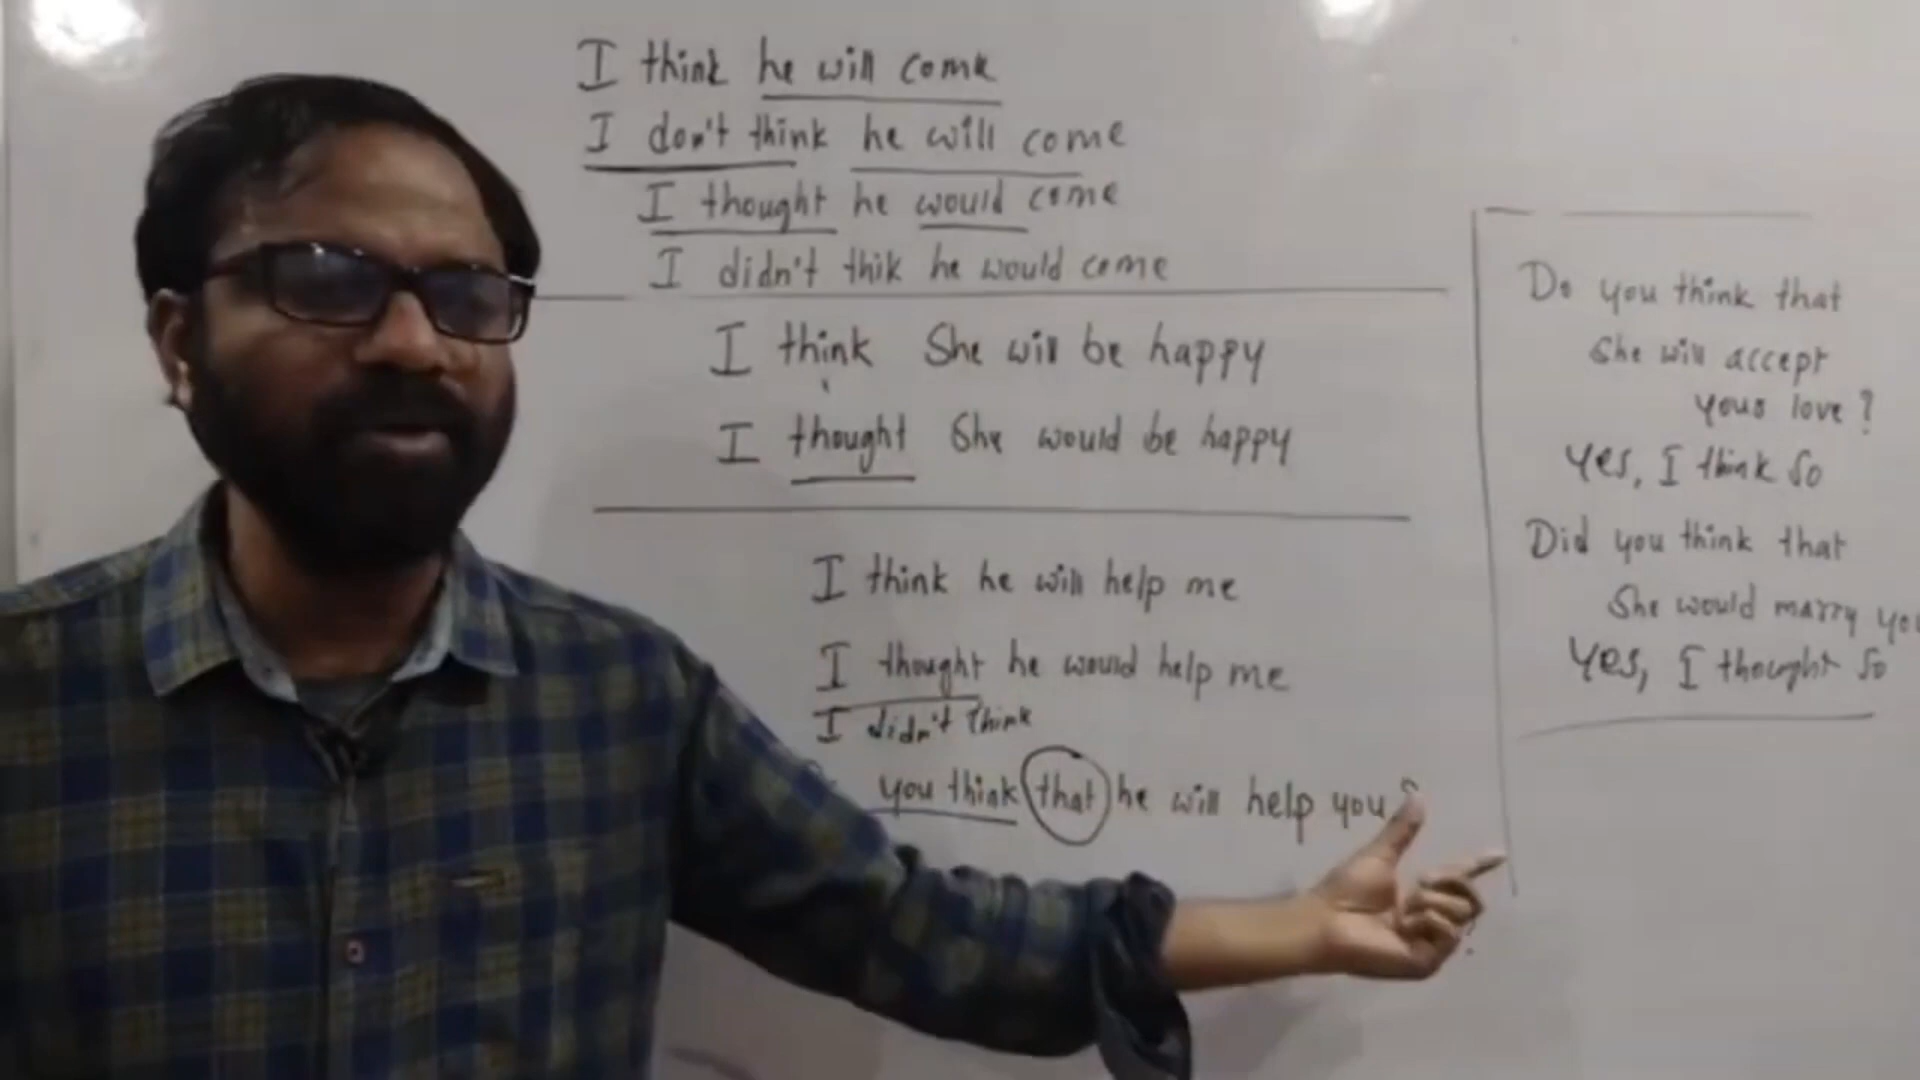 I think he will come
I don't think he will come
I thought he would come
I didn't thik he would come
I think She will be happy
I thought She would be happy
I think he will help me
I thought he would help me
I didn't think
you think that he will help you?
Do you think that
She will accept
your love?
Yes, I think So
Did you think that
She would marry you
Yes, I thought So